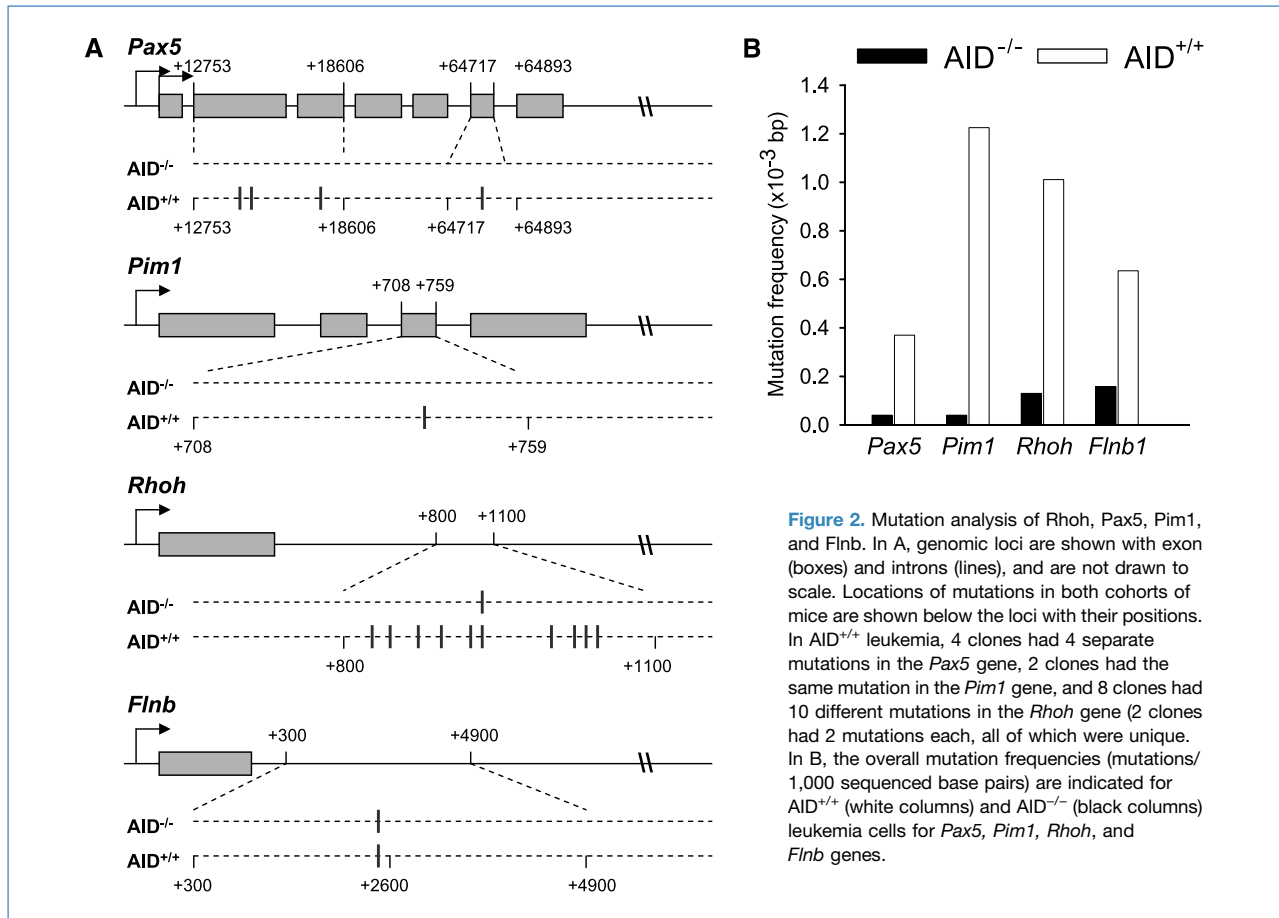 A
Pax5
+12753 +18606 +64717 +64893
AID-/-
AID+/+
+12753 +18606 +64717 +64893
Pim1
+708 +759
AID-/-
AID+/+
+708 +759
Rhoh
+800 +1100
AID-/-
AID+/+
+800 +1100
Flnb
+300 +4900
AID-/-
AID+/+
+300 +2600 +4900
B
AID-/- AID+/+
Mutation frequency (x10-3 bp)
1.4
1.2
1.0
0.8
0.6
0.4
0.2
0.0
Pax5 Pim1 Rhoh Flnb1
Figure 2. Mutation analysis of Rhoh, Pax5, Pim1,
and Flnb. In A, genomic loci are shown with exon
(boxes) and introns (lines), and are not drawn to
scale. Locations of mutations in both cohorts of
mice are shown below the loci with their positions.
In AID+/+ leukemia, 4 clones had 4 separate
mutations in the Pax5 gene, 2 clones had the
same mutation in the Pim1 gene, and 8 clones had
10 different mutations in the Rhoh gene (2 clones
had 2 mutations each, all of which were unique.
In B, the overall mutation frequencies (mutations/
1,000 sequenced base pairs) are indicated for
AID+/+ (white columns) and AID−/− (black columns)
leukemia cells for Pax5, Pim1, Rhoh, and
Flnb genes.